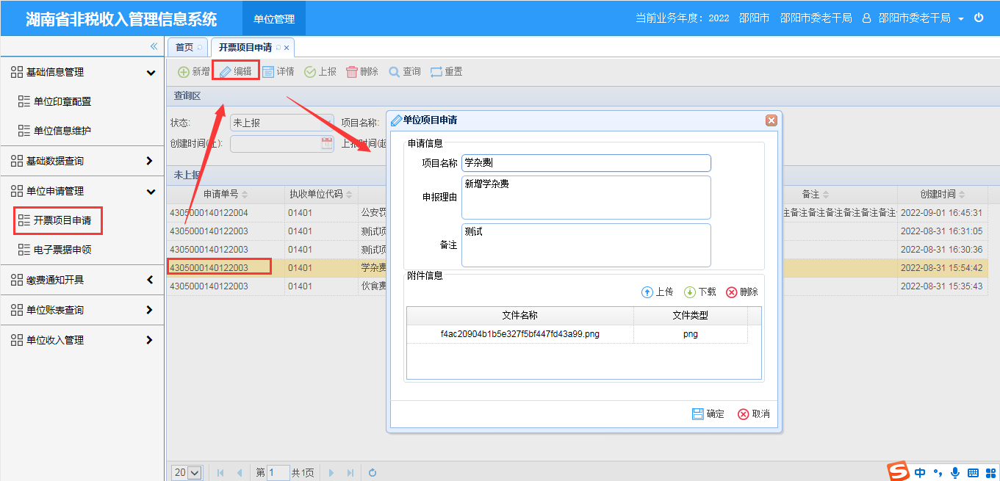 湖南省非税收入管理信息系统
单位管理
当前业务年度：2022 邵阳市 邵阳市委老干局 邵阳市委老干局
首页
开票项目申请
基础信息管理
单位印章配置
单位信息维护
基础数据查询
单位申请管理
开票项目申请
电子票据申领
缴费通知开具
单位账表查询
单位收入管理
新增 编辑 详情 上报 删除 查询 重置
查询区
状态: 未上报 项目名称:
创建时间(止): 上报时间(起
未上报
申请单号 执收单位代码 备注 创建时间
4305000140122004 01401 公安罚 注备注备注备注备注备注备注 2022-09-01 16:45:31
4305000140122003 01401 测试项 2022-08-31 16:31:05
4305000140122003 01401 测试项 2022-08-31 16:30:36
4305000140122003 01401 学杂费 2022-08-31 15:54:42
4305000140122003 01401 伙食费 2022-08-31 15:35:43
单位项目申请
申请信息
项目名称 学杂费
申报理由 新增学杂费
备注 测试
附件信息
上传 下载 删除
文件名称 文件类型
f4ac20904b1b5e327f5bf447fd43a99.png png
确定 取消
20 第 1 共1页
S 中